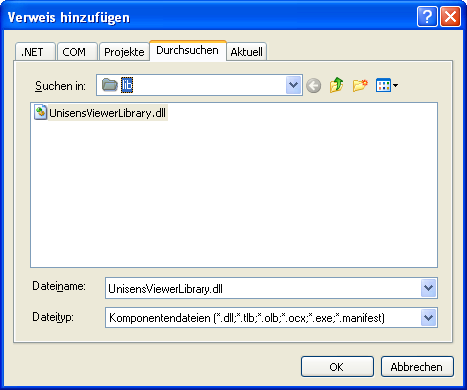 Verweis hinzufügen
.NET COM Projekte Durchsuchen Aktuell
Suchen in: lib
UnisensViewerLibrary.dll
Dateiname: UnisensViewerLibrary.dll
Dateityp: Komponentendateien (*.dll;*.tlb;*.olb;*.ocx;*.exe;*.manifest)
OK Abbrechen